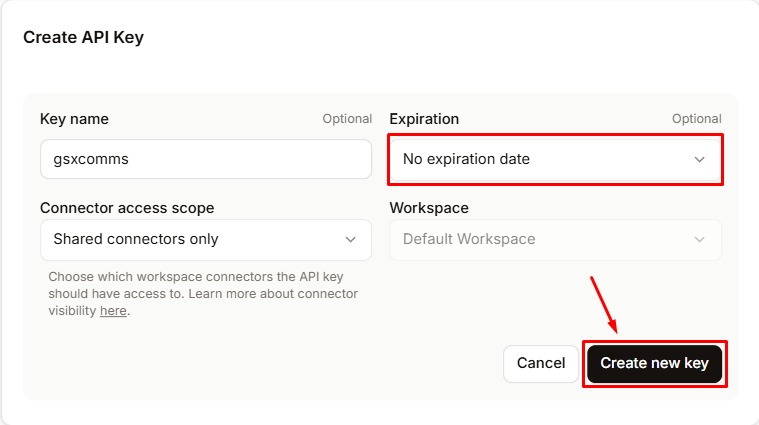 Create API Key
Key name Optional
Expiration Optional
gsxcomms
No expiration date
Connector access scope
Workspace
Shared connectors only
Default Workspace
Choose which workspace connectors the API key
should have access to. Learn more about connector
visibility here.
Cancel
Create new key